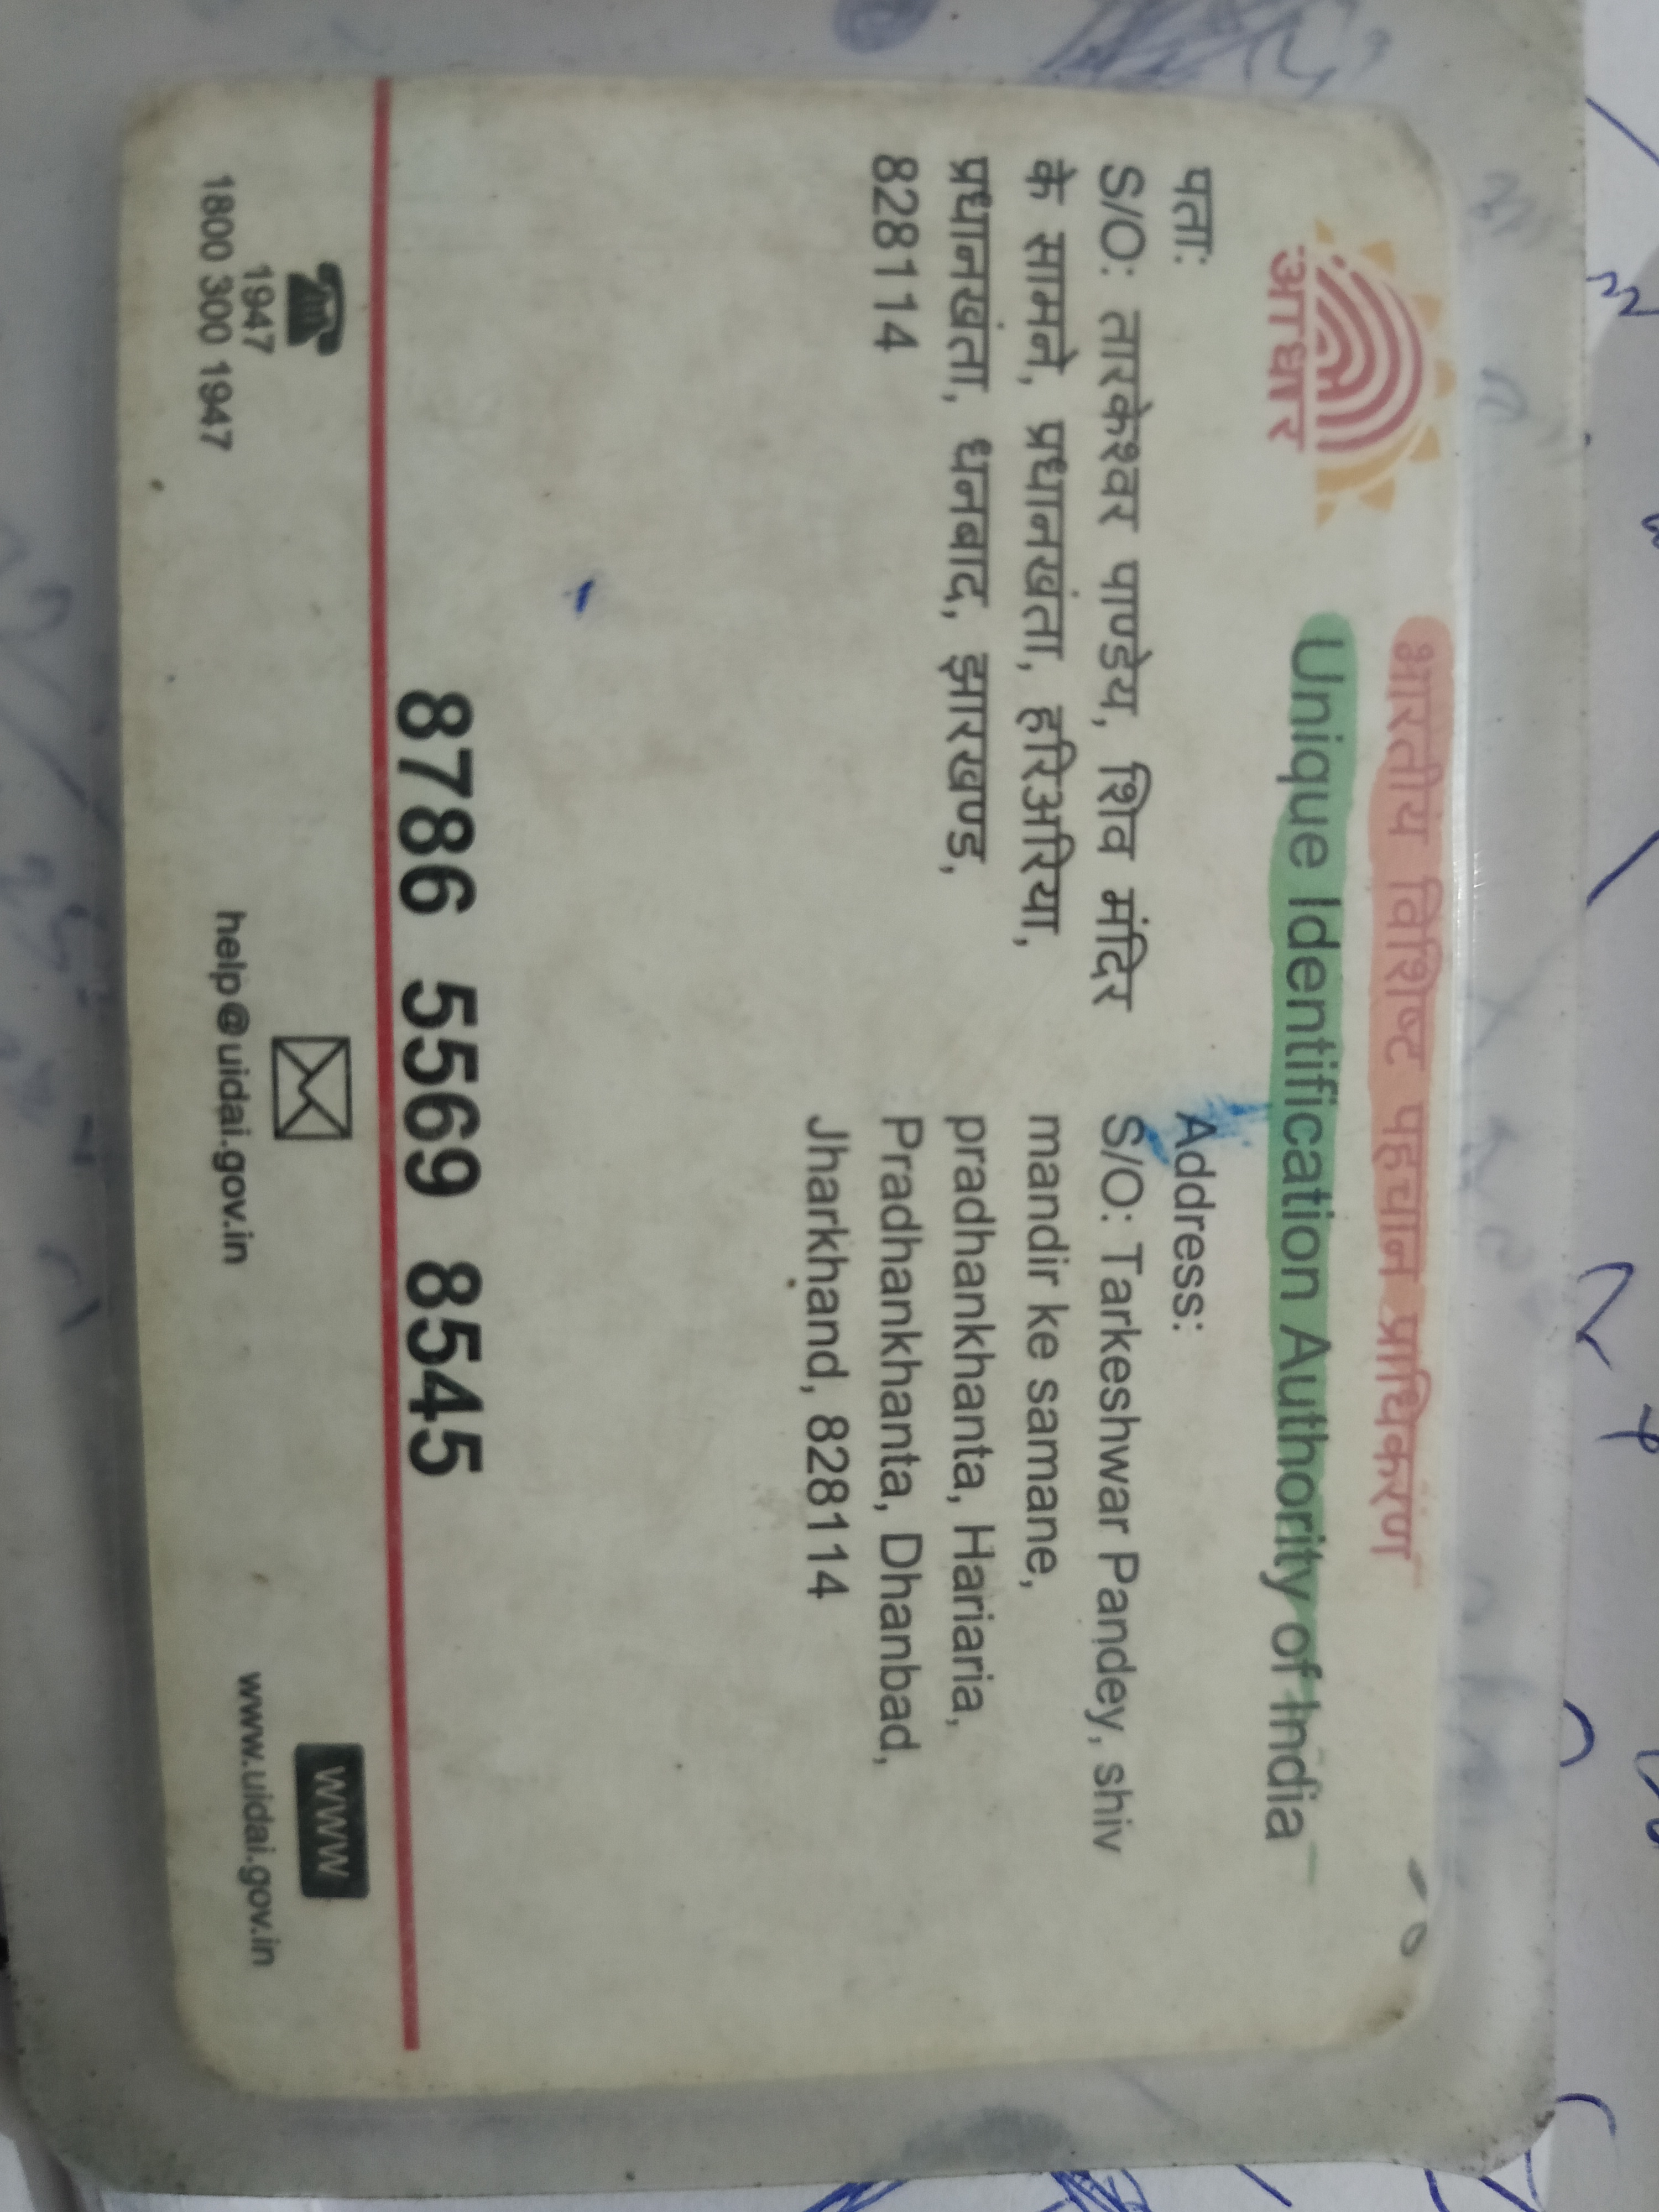 भारतीय विशिष्ट पहचान प्राधिकरण
Unique Identification Authority of India
आधार
पता:
S/O: तारकेश्वर पाण्डेय, शिव मंदिर
के सामने, प्रधानखंता, हरिअरिया,
प्रधानखंता, धनबाद, झारखण्ड,
828114
Address:
S/O: Tarkeshwar Pandey, shiv
mandir ke samane,
pradhankhanta, Hariaria,
Pradhankhanta, Dhanbad,
Jharkhand, 828114
8786 5569 8545
1947
1800 300 1947
help@uidai.gov.in
WWW
www.uidai.gov.in